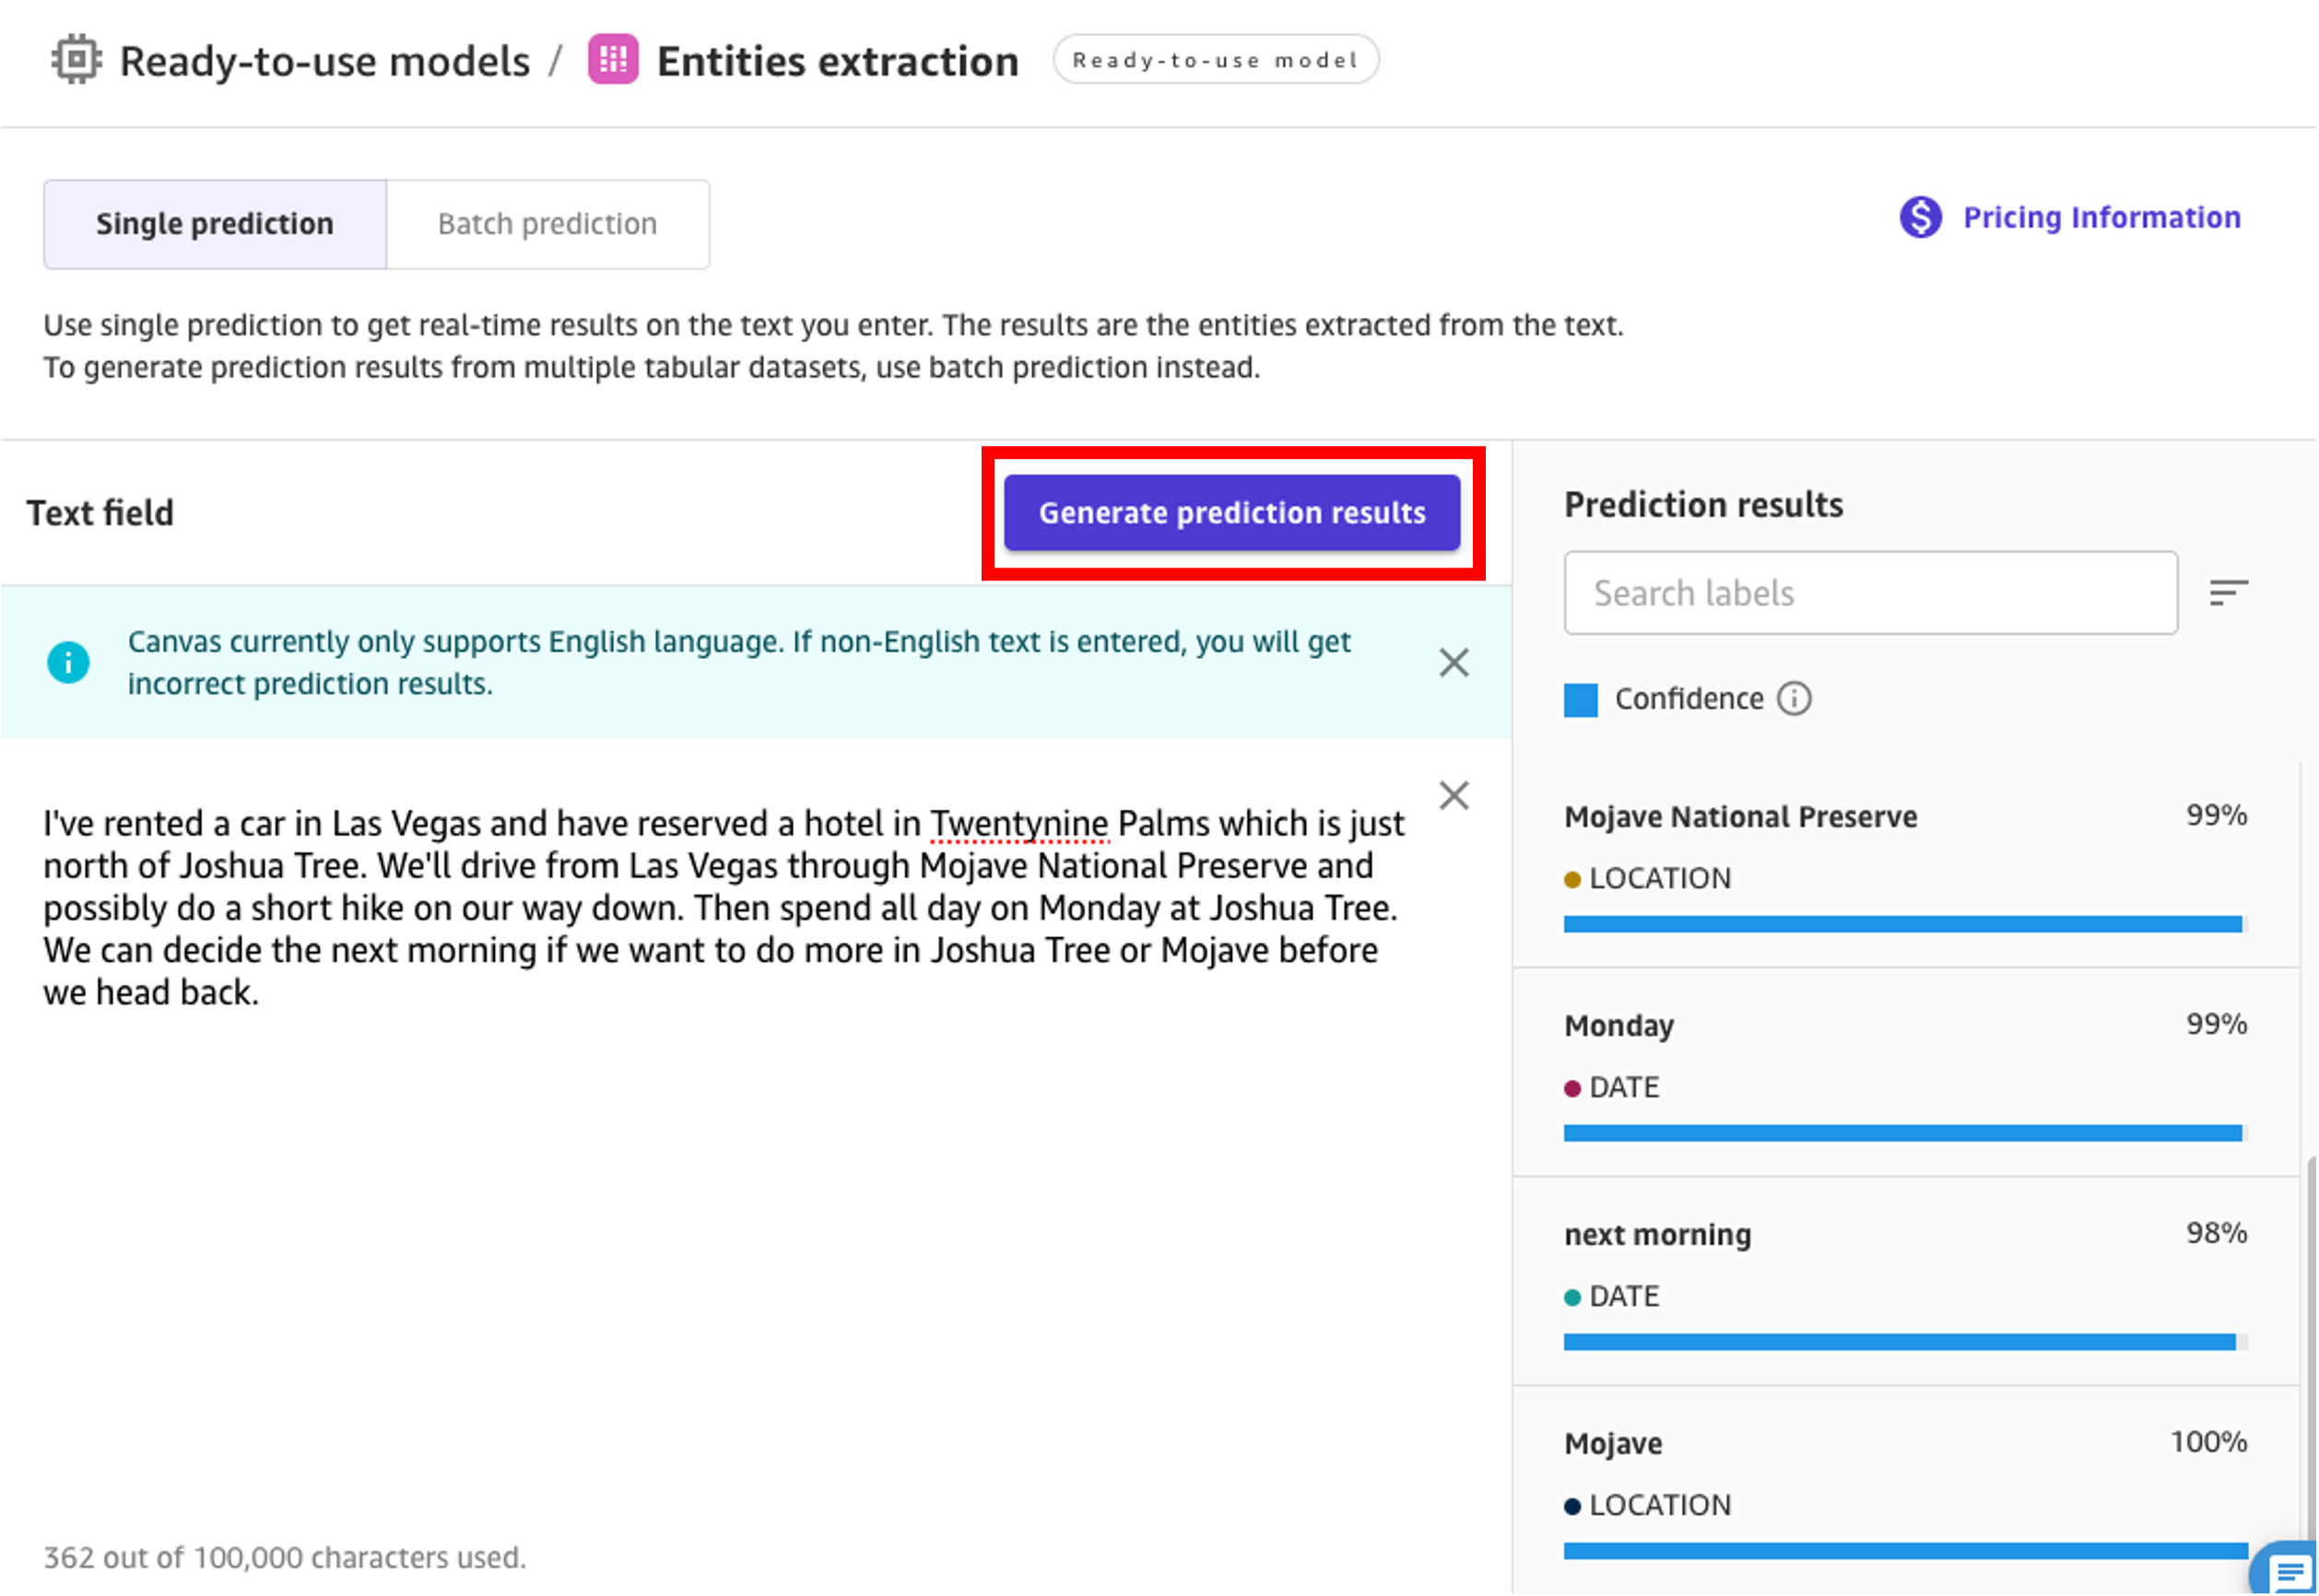 Ready-to-use models / Entities extraction Ready-to-use model
Single prediction Batch prediction
Pricing Information
Use single prediction to get real-time results on the text you enter. The results are the entities extracted from the text.
To generate prediction results from multiple tabular datasets, use batch prediction instead.
Text field
Generate prediction results
Canvas currently only supports English language. If non-English text is entered, you will get
incorrect prediction results.
I've rented a car in Las Vegas and have reserved a hotel in Twentynine Palms which is just
north of Joshua Tree. We'll drive from Las Vegas through Mojave National Preserve and
possibly do a short hike on our way down. Then spend all day on Monday at Joshua Tree.
We can decide the next morning if we want to do more in Joshua Tree or Mojave before
we head back.
362 out of 100,000 characters used.
Prediction results
Search labels
Confidence
Mojave National Preserve 99%
LOCATION
Monday 99%
DATE
next morning 98%
DATE
Mojave 100%
LOCATION